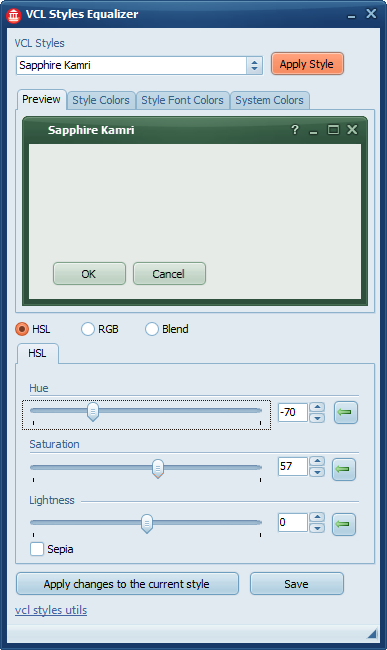 VCL Styles Equalizer
VCL Styles
Sapphire Kamri
Apply Style
Preview Style Colors Style Font Colors System Colors
Sapphire Kamri
OK Cancel
HSL RGB Blend
HSL
Hue
-70
Saturation
57
Lightness
0
Sepia
Apply changes to the current style Save
vcl styles utils